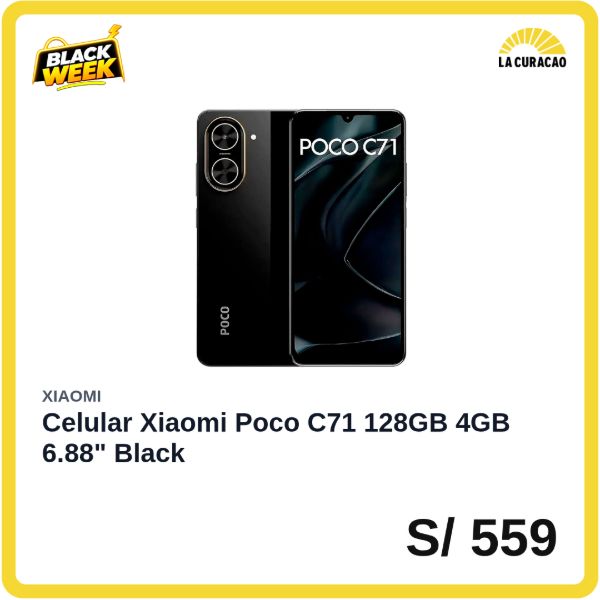 BLACK
WEEK
LA CURACAO
POCO C71
POCO
XIAOMI
Celular Xiaomi Poco C71 128GB 4GB
6.88" Black
S/ 559